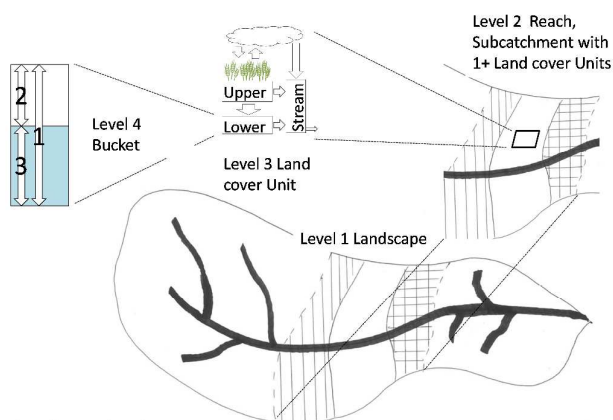 Level 2 Reach,
Subcatchment with
1+ Land cover Units
2
1
3
Level 4
Bucket
Upper
Lower
Stream
Level 3 Land
cover Unit
Level 1 Landscape